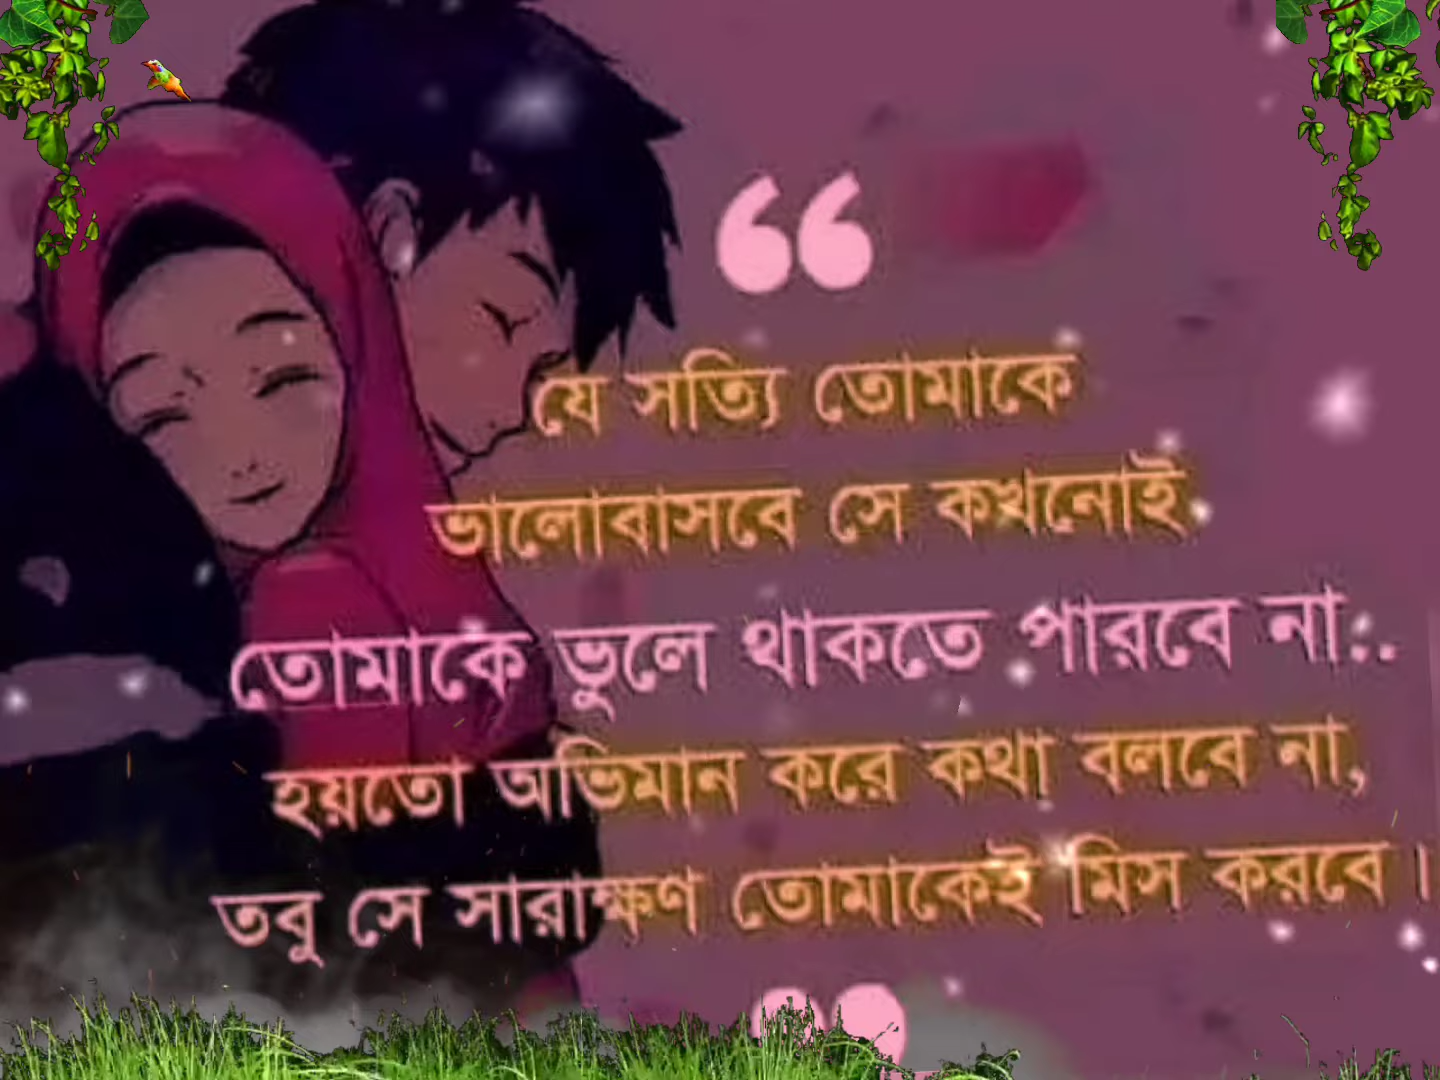 “
যে সত্যি তোমাকে
ভালোবাসবে সে কখনোই.
তোমাকে ভুলে থাকতে পারবে না..
হয়তো অভিমান করে কথা বলবে না,
তবু সে সারাক্ষণ তোমাকেই মিস করবে।
”